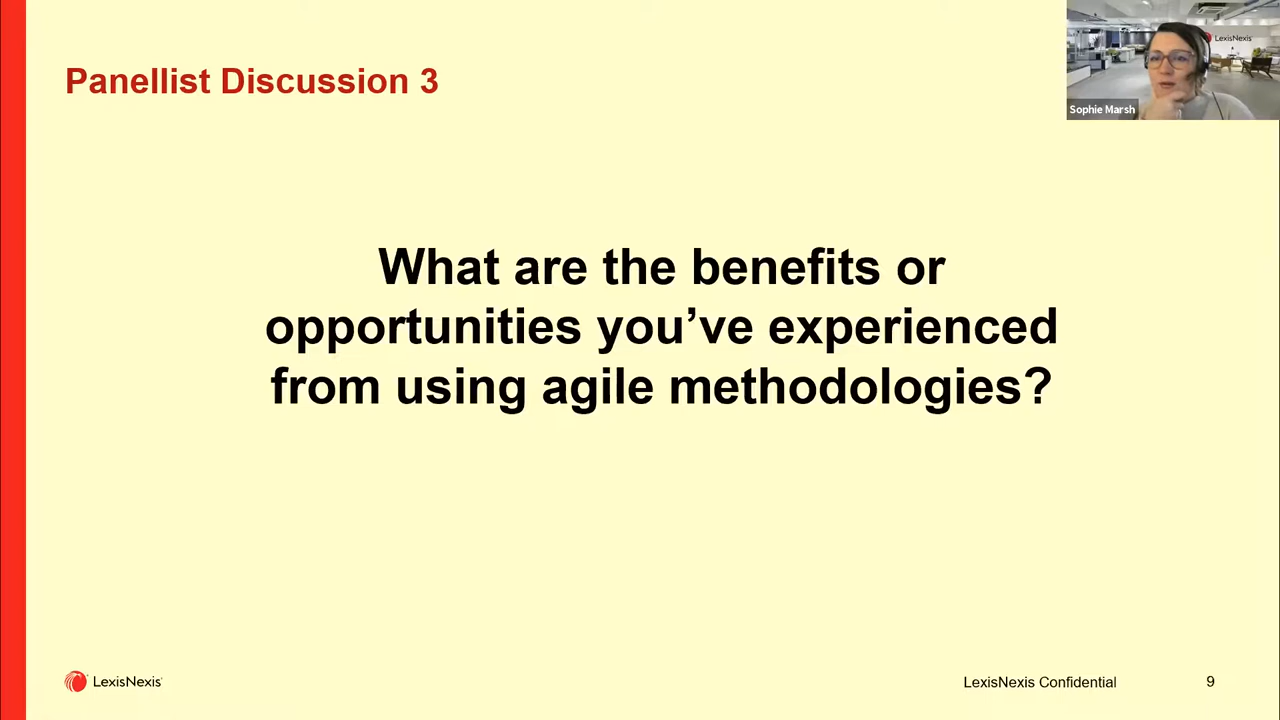 Panellist Discussion 3
LexisNexis
Sophie Marsh
What are the benefits or
opportunities you’ve experienced
from using agile methodologies?
LexisNexis
LexisNexis Confidential
9